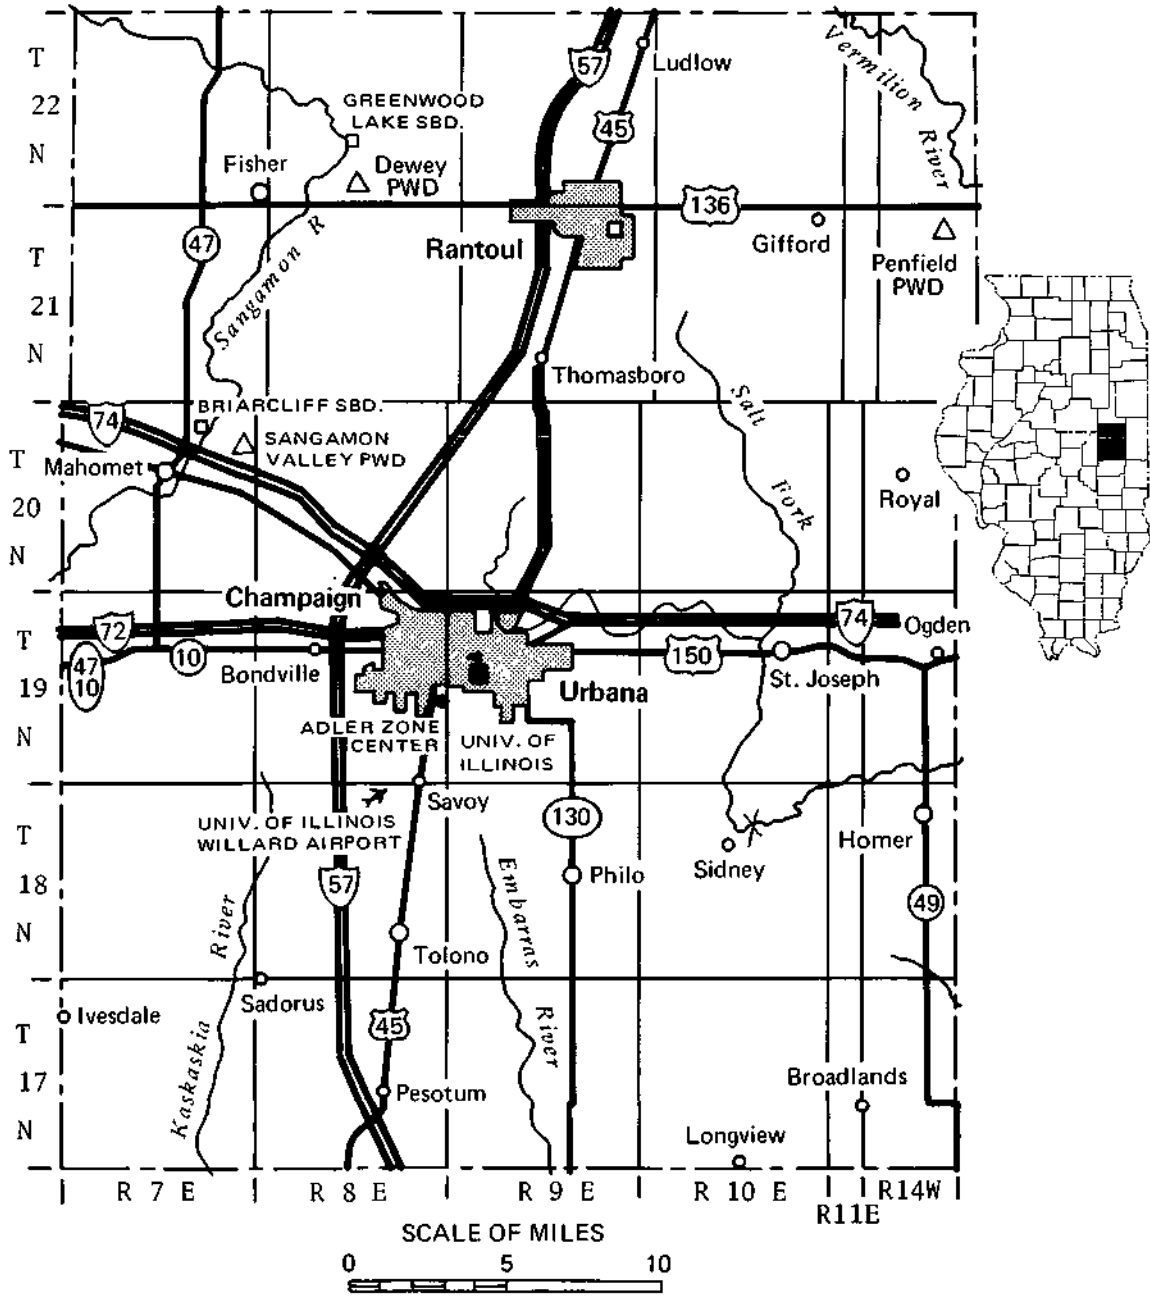 T
22
N
57
Ludlow
45
Vermilion
River
GREENWOOD
LAKE SBD.
Fisher
Dewey
PWD
136
47
Sangamon R
Rantoul
Gifford
Penfield
PWD
T
21
N
Thomasboro
Salt
Fork
74
BRIARCLIFF SBD.
SANGAMON
VALLEY PWD
Mahomet
T
20
N
Royal
Champaign
72
74
Ogden
T
19
N
47
10
10
Bondville
150
St. Joseph
Urbana
ADLER ZONE
CENTER
UNIV. OF
ILLINOIS
Savoy
UNIV. OF ILLINOIS
WILLARD AIRPORT
130
Homer
Sidney
T
18
N
57
Philo
Embarras
River
49
Kaskaskia
River
Tolono
Sadorus
Ivesdale
45
T
17
N
Pesotum
Broadlands
Longview
R 7 E
R 8 E
R 9 E
R 10 E
R11E
R14W
SCALE OF MILES
0 5 10